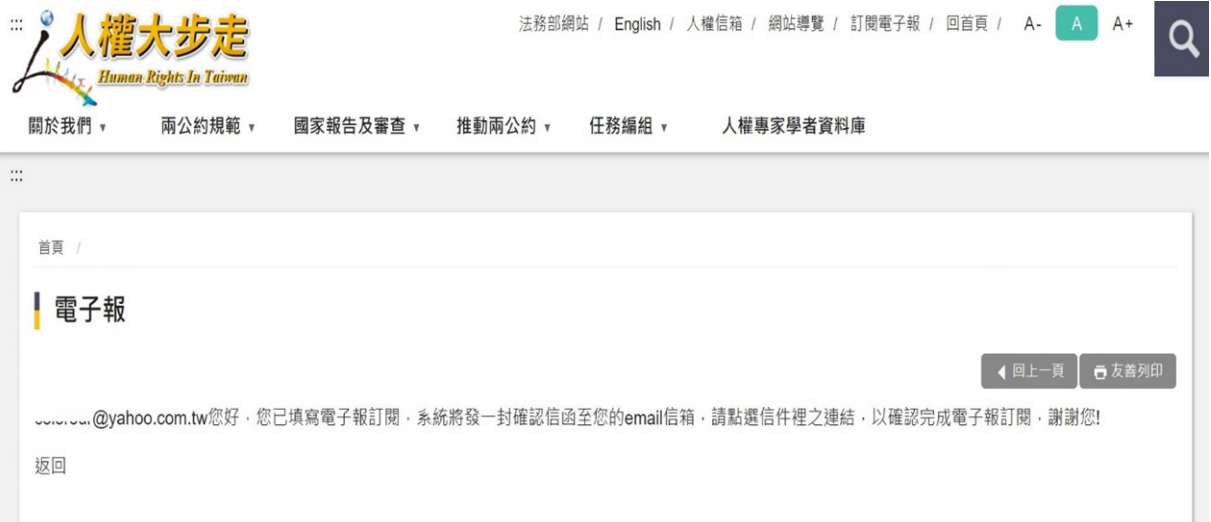 :::
人權大步走
Human Rights In Taiwan
法務部網站 / English / 人權信箱 / 網站導覽 / 訂閱電子報 / 回首頁 / A- A A+
關於我們 兩公約規範 國家報告及審查 推動兩公約 任務編組 人權專家學者資料庫
:::
首頁 /
電子報
回上一頁 友善列印
@yahoo.com.tw您好，您已填寫電子報訂閱，系統將發一封確認信函至您的email信箱，請點選信件裡之連結，以確認完成電子報訂閱，謝謝您!
返回